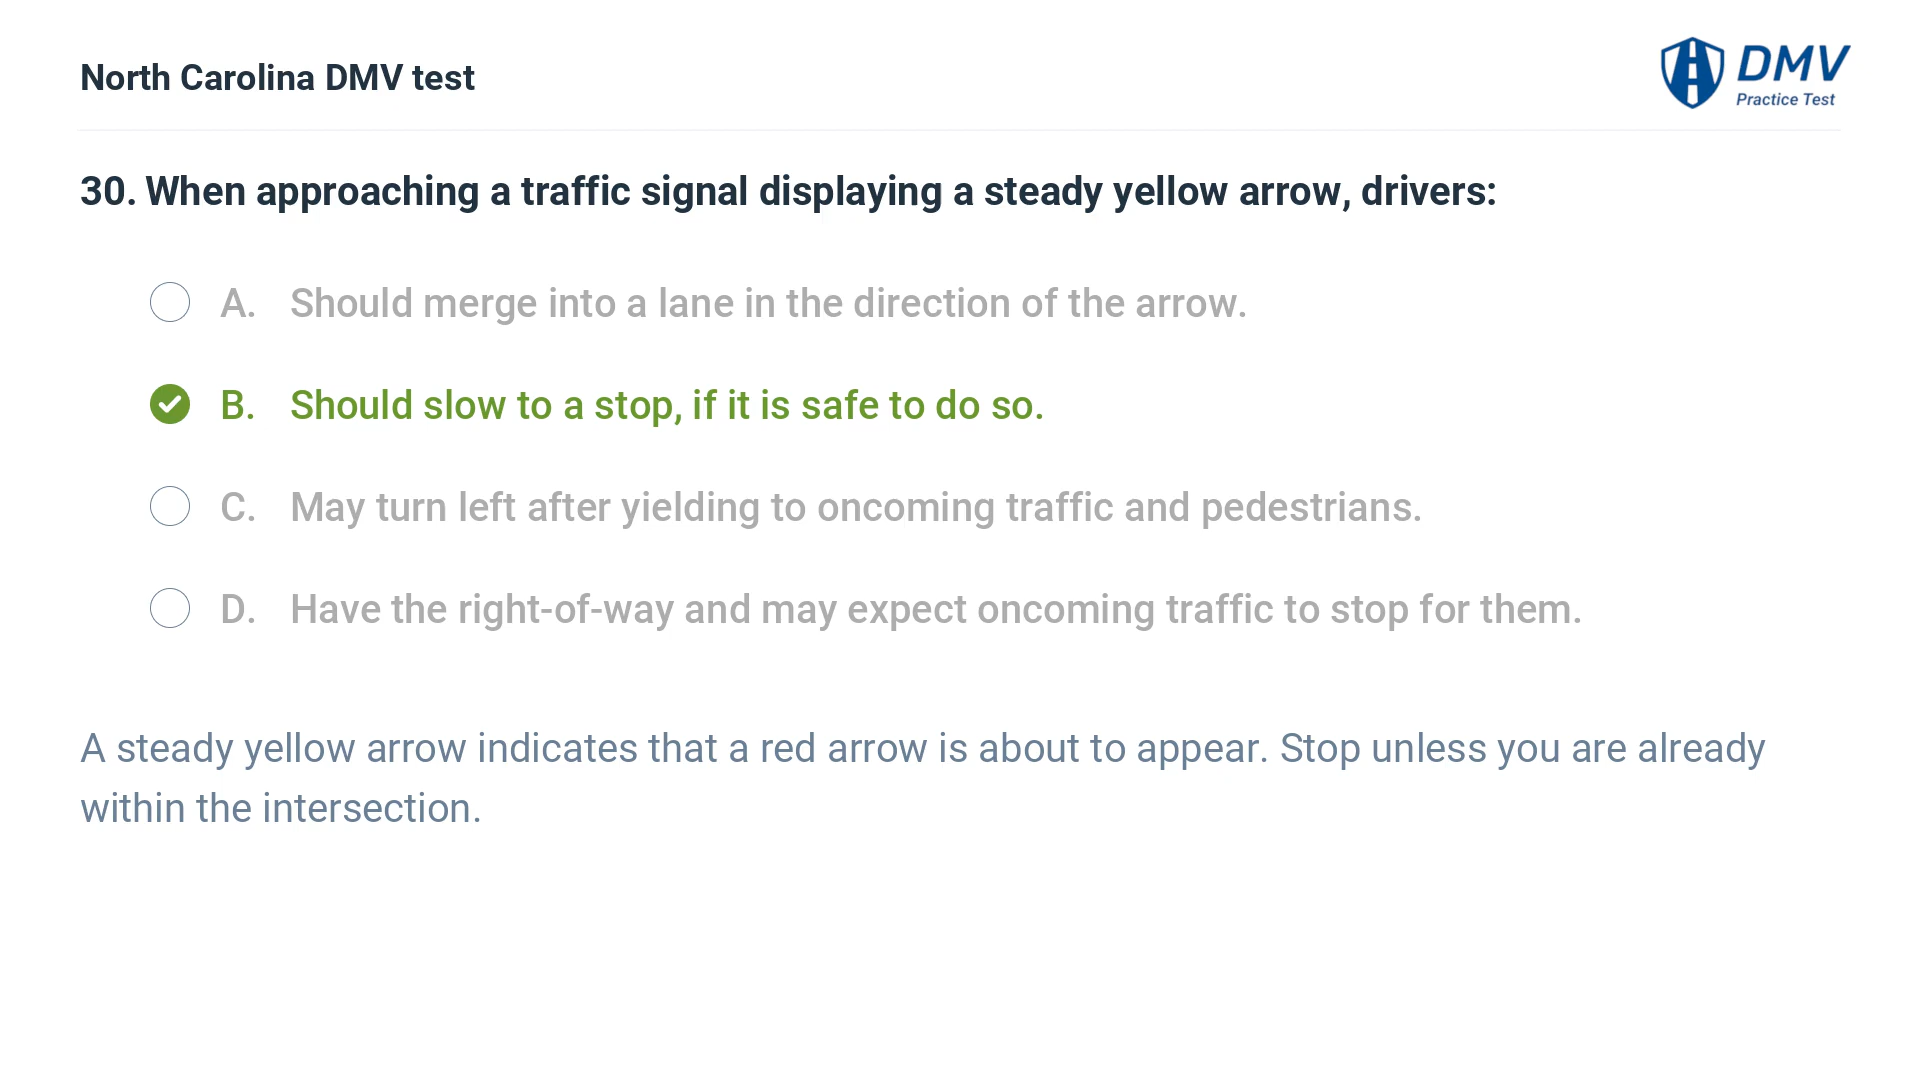 North Carolina DMV test
DMV
Practice Test
30. When approaching a traffic signal displaying a steady yellow arrow, drivers:
A. Should merge into a lane in the direction of the arrow.
B. Should slow to a stop, if it is safe to do so.
C. May turn left after yielding to oncoming traffic and pedestrians.
D. Have the right-of-way and may expect oncoming traffic to stop for them.
A steady yellow arrow indicates that a red arrow is about to appear. Stop unless you are already
within the intersection.